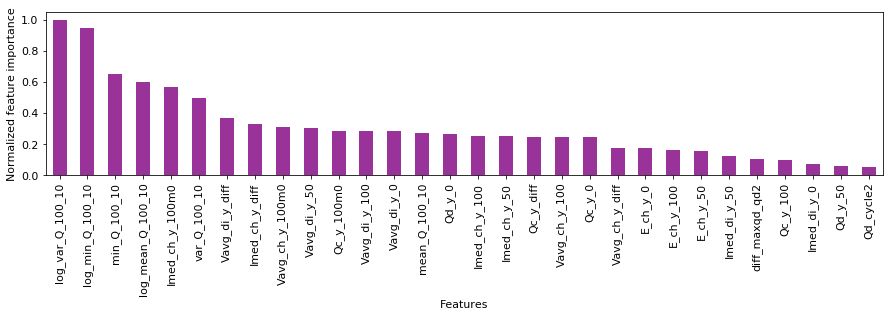 Normalized feature importance
1.0
0.8
0.6
0.4
0.2
0.0
log_var_Q_100_10
log_min_Q_100_10
min_Q_100_10
log_mean_Q_100_10
Imed_ch_y_100m0
var_Q_100_10
Vavg_di_y_diff
Imed_ch_y_diff
Vavg_ch_y_100m0
Vavg_di_y_50
Qc_y_100m0
Vavg_di_y_100
Vavg_di_y_0
mean_Q_100_10
Qd_y_0
Imed_ch_y_100
Imed_ch_y_50
Qc_y_diff
Vavg_ch_y_100
Qc_y_0
Vavg_ch_y_diff
E_ch_y_0
E_ch_y_100
E_ch_y_50
Imed_di_y_50
diff_maxqd_qd2
Qc_y_100
Imed_di_y_0
Qd_y_50
Qd_cycle2
Features